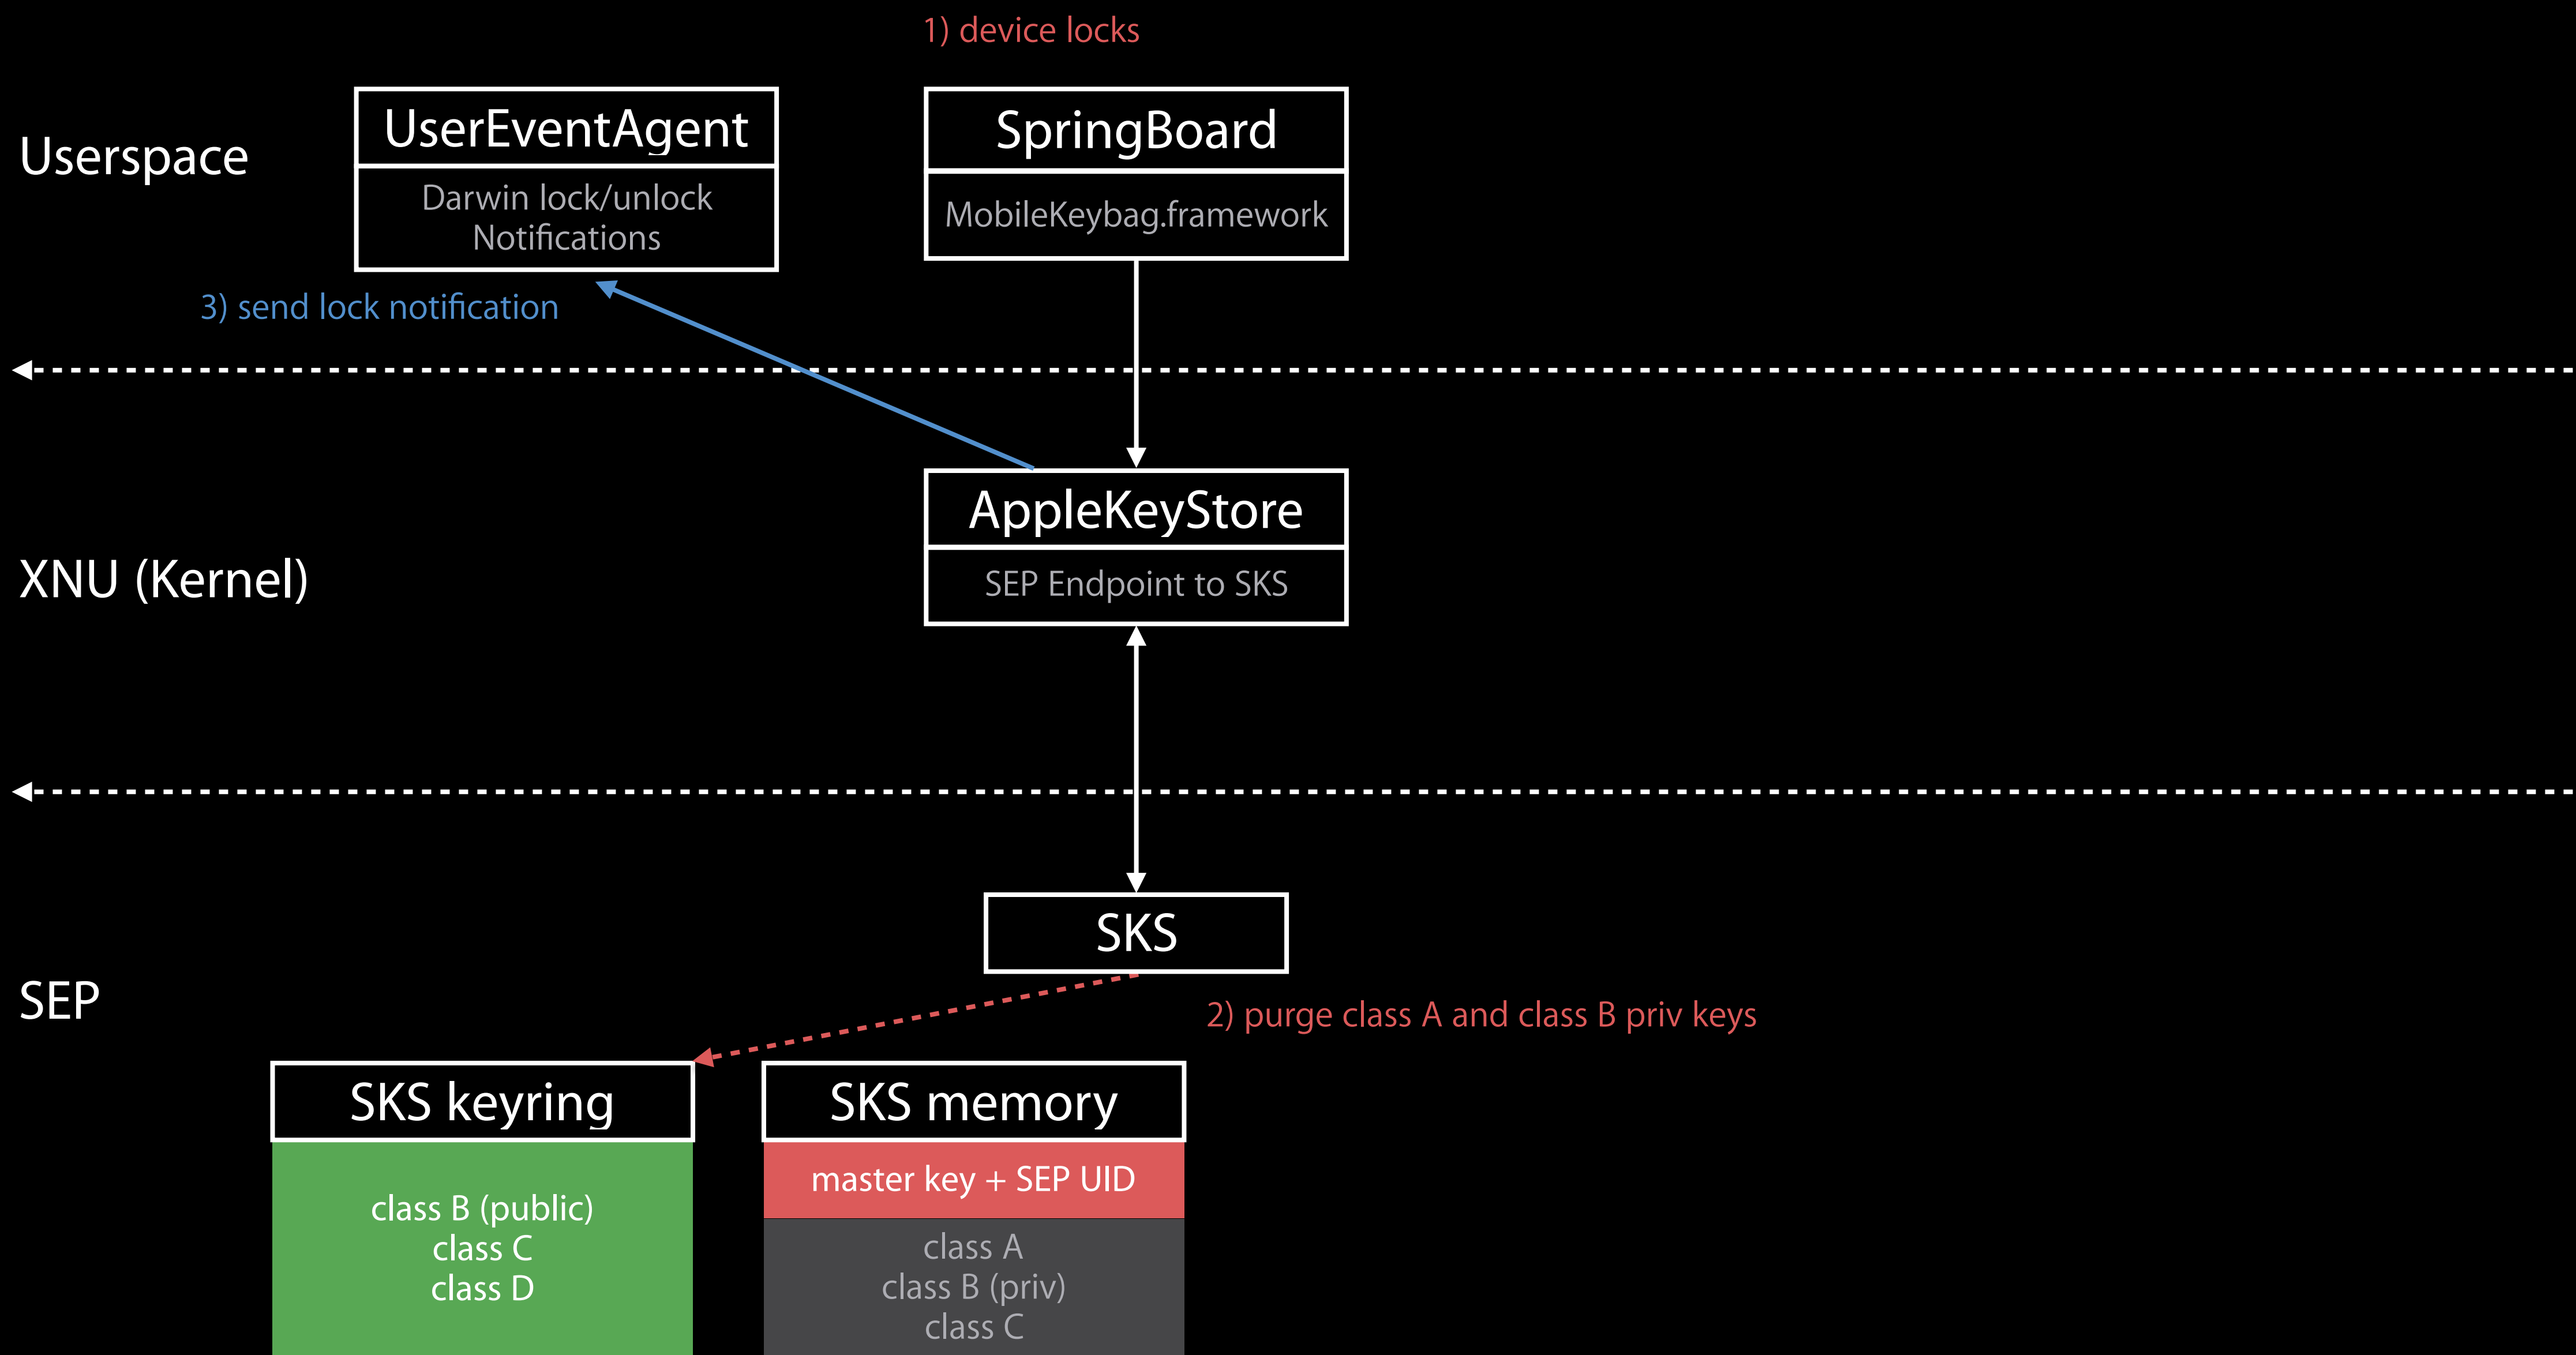 1) device locks
Userspace
UserEventAgent
Darwin lock/unlock
Notifications
SpringBoard
MobileKeybag.framework
3) send lock notification
XNU (Kernel)
AppleKeyStore
SEP Endpoint to SKS
SEP
SKS
2) purge class A and class B priv keys
SKS keyring
class B (public)
class C
class D
SKS memory
master key + SEP UID
class A
class B (priv)
class C